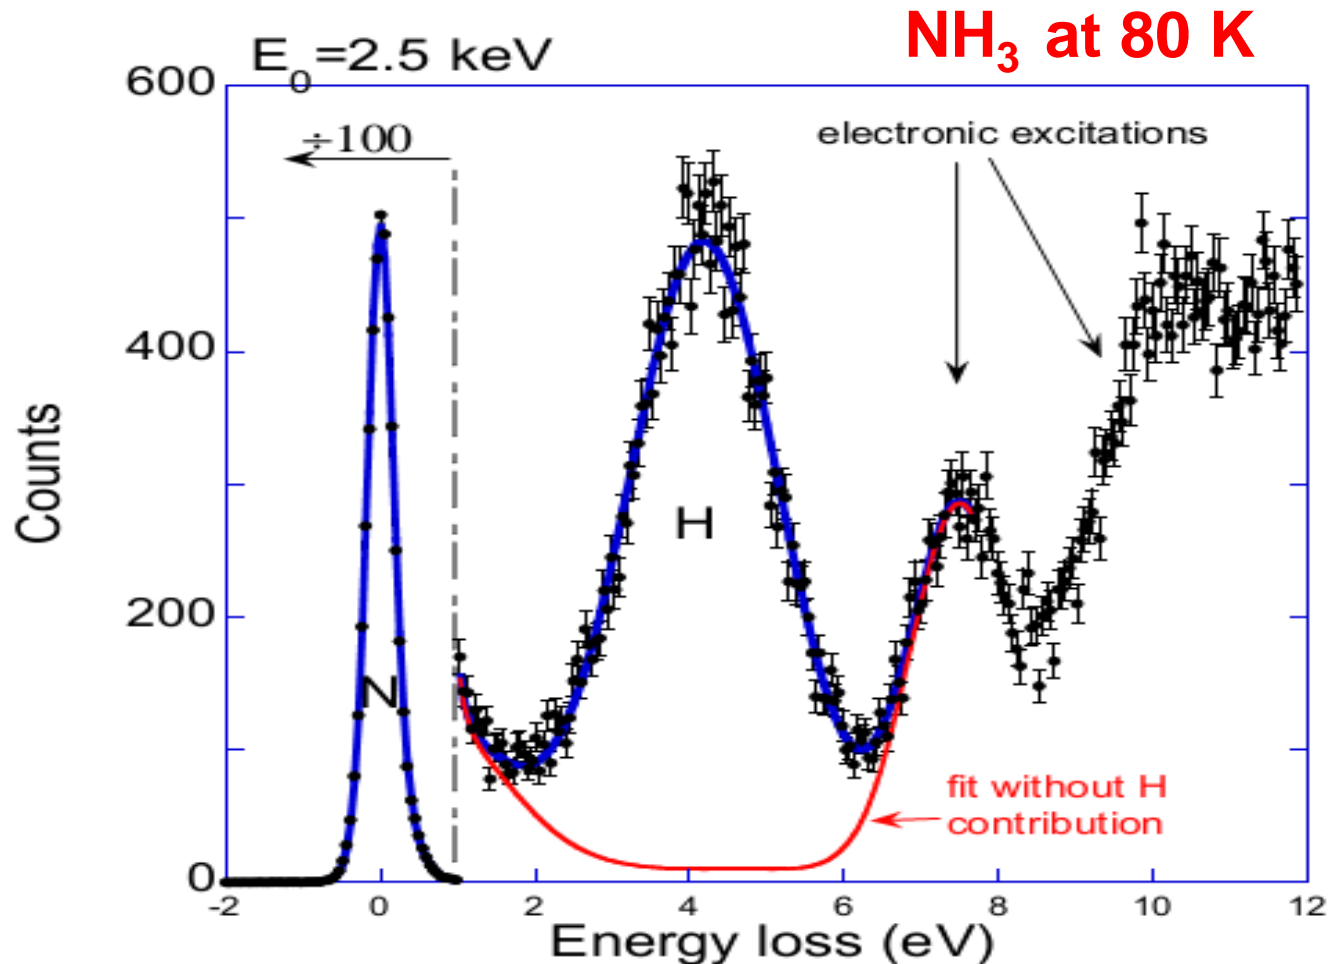 NH₃ at 80 K
E₀=2.5 keV
600
÷100
electronic excitations
400
Counts
H
200
N
fit without H
contribution
0
-2 0 2 4 6 8 10 12
Energy loss (eV)